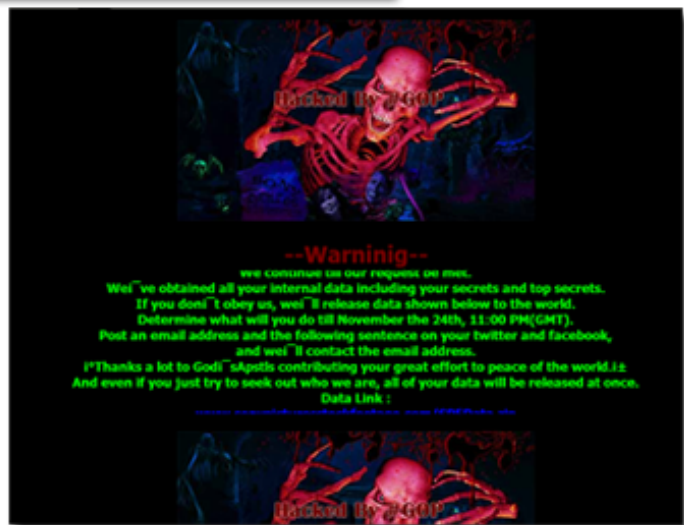 Hacked By #GOP
--Warninig--
We continue till our request be met.
Wei¯ve obtained all your internal data including your secrets and top secrets.
If you doni¯t obey us, wei¯ll release data shown below to the world.
Determine what will you do till November the 24th, 11:00 PM(GMT).
Post an email address and the following sentence on your twitter and facebook,
and wei¯ll contact the email address.
i°Thanks a lot to Godi¯sApstls contributing your great effort to peace of the world.i±
And even if you just try to seek out who we are, all of your data will be released at once.
Data Link :
Hacked By #GOP